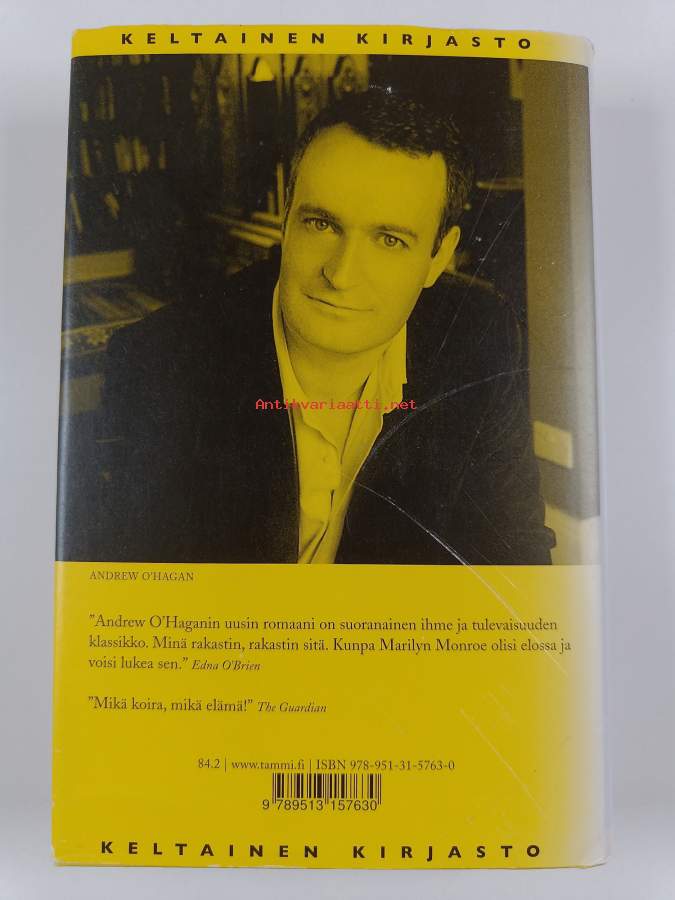 KELTAINEN KIRJASTO
Antikvariaatti.net
ANDREW O'HAGAN
"Andrew O'Haganin uusin romaani on suoranainen ihme ja tulevaisuuden
klassikko. Minä rakastin, rakastin sitä. Kunpa Marilyn Monroe olisi elossa ja
voisi lukea sen." Edna O'Brien
"Mikä koira, mikä elämä!" The Guardian
84.2 | www.tammi.fi | ISBN 978-951-31-5763-0
9 789513 157630
KELTAINEN KIRJASTO